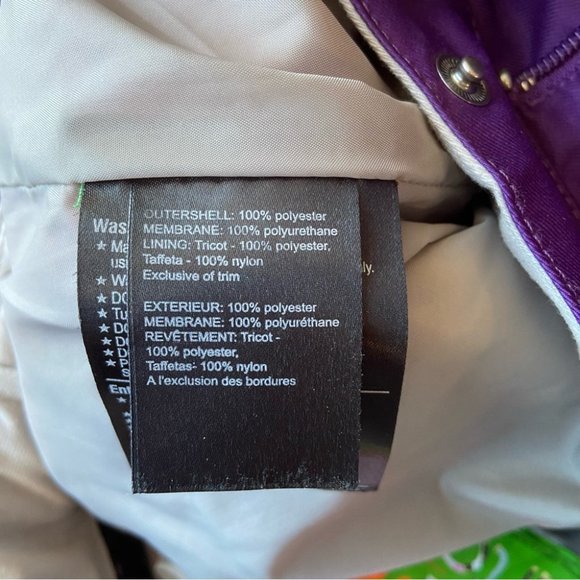 OUTERSHELL: 100% polyester
MEMBRANE: 100% polyurethane
LINING: Tricot - 100% polyester,
Taffeta - 100% nylon
Exclusive of trim
EXTERIEUR: 100% polyester
MEMBRANE: 100% polyuréthane
REVÊTEMENT: Tricot -
100% polyester,
Taffetas- 100% nylon
A l'exclusion des bordures